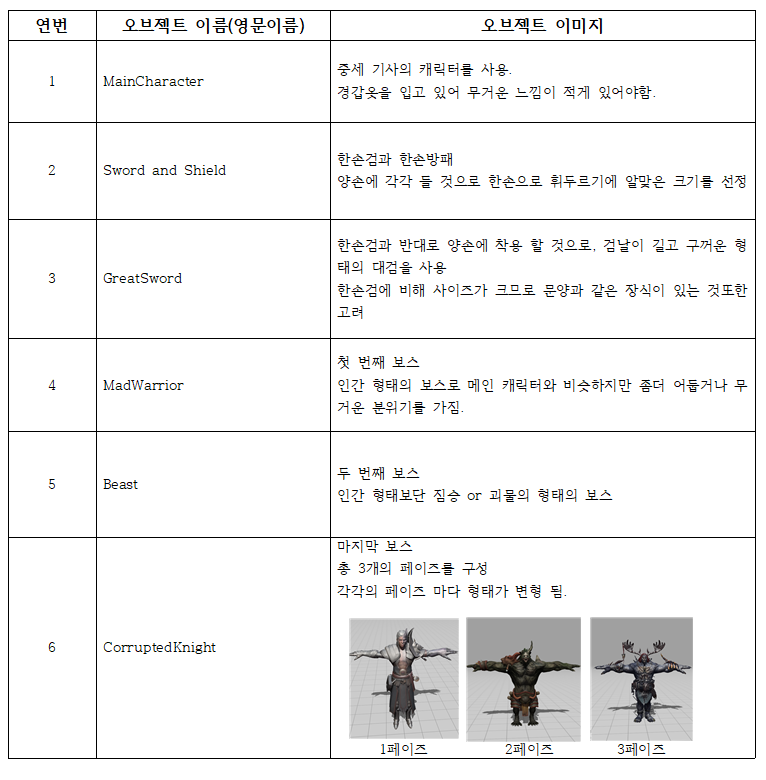 연번 오브젝트 이름(영문이름) 오브젝트 이미지
1 MainCharacter
중세 기사의 캐릭터를 사용.
경갑옷을 입고 있어 무거운 느낌이 적게 있어야함.
2 Sword and Shield
한손검과 한손방패
양손에 각각 들 것으로 한손으로 휘두르기에 알맞은 크기를 선정
3 GreatSword
한손검과 반대로 양손에 착용 할 것으로, 검날이 길고 구꺼운 형
태의 대검을 사용
한손검에 비해 사이즈가 크므로 문양과 같은 장식이 있는 것또한
고려
4 MadWarrior
첫 번째 보스
인간 형태의 보스로 메인 캐릭터와 비슷하지만 좀더 어둡거나 무
거운 분위기를 가짐.
5 Beast
두 번째 보스
인간 형태보단 짐승 or 괴물의 형태의 보스
6 CorruptedKnight
마지막 보스
총 3개의 페이즈를 구성
각각의 페이즈 마다 형태가 변형 됨.
1페이즈 2페이즈 3페이즈